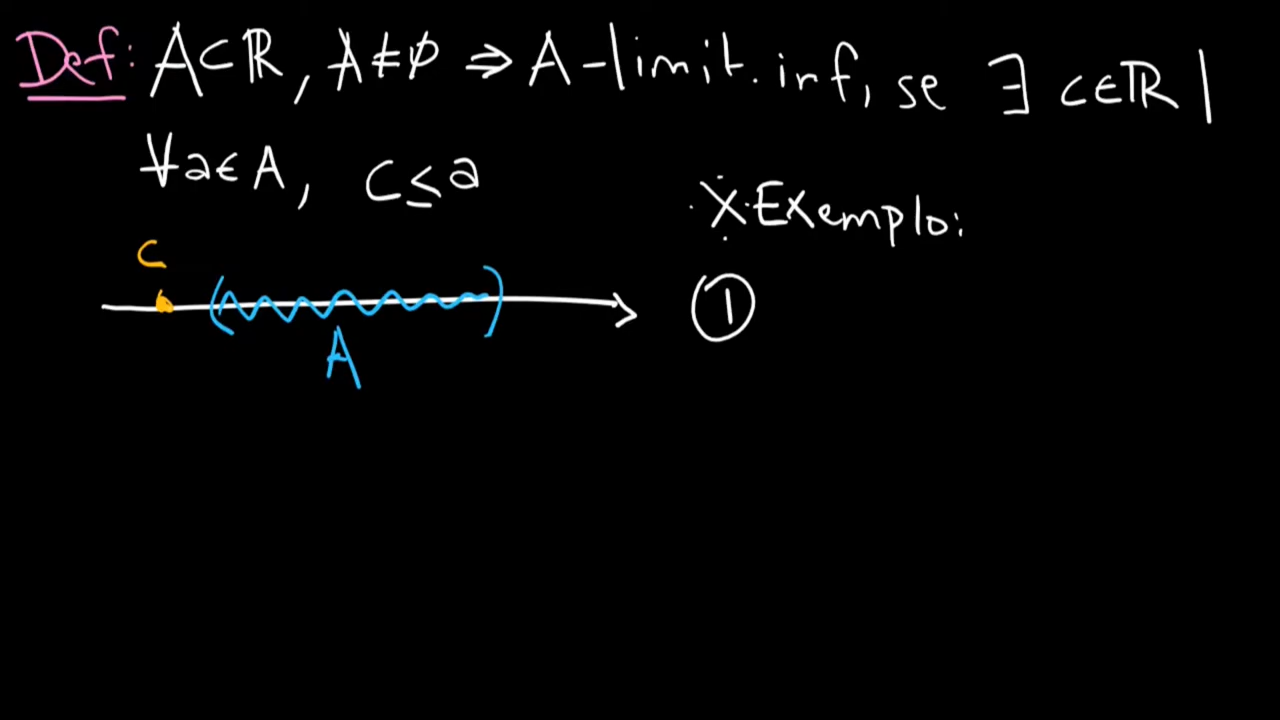 Def: A⊂ℝ, A≠∅ ⇒ A-limit. inf, se ∃ c∈ℝ |
∀a∈A, c≤a
※Exemplo:
c
A
①